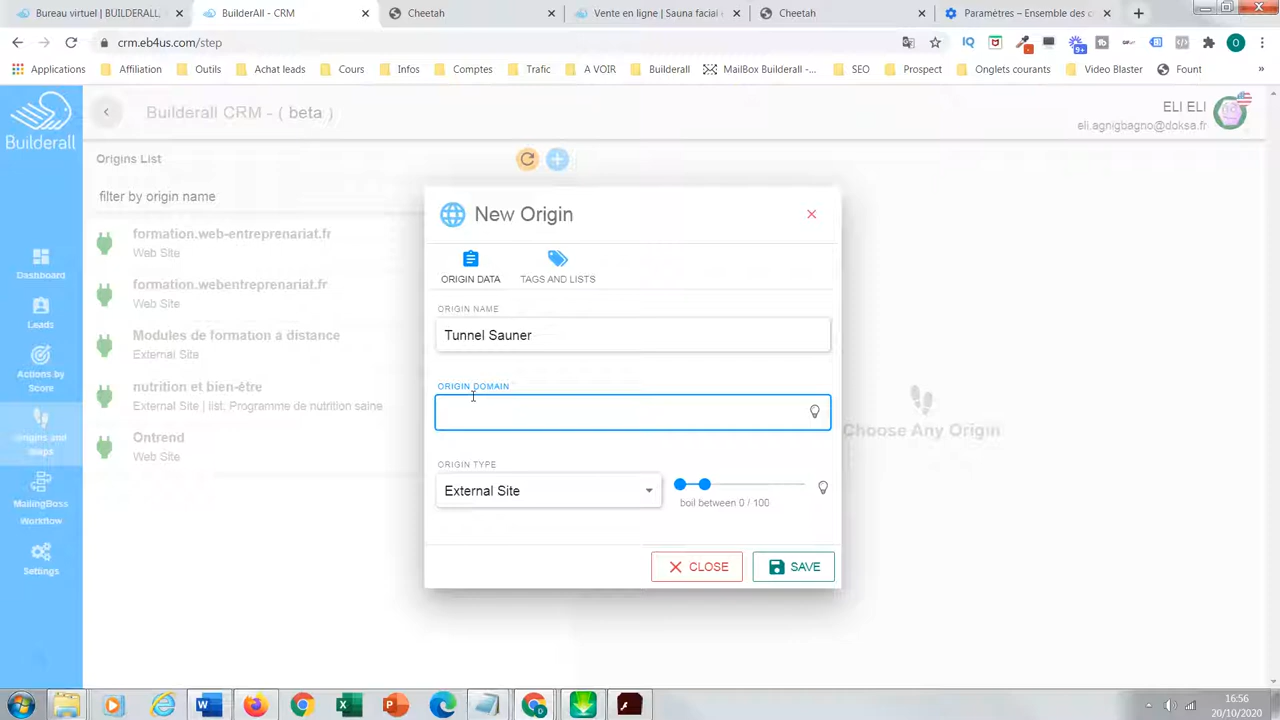 Bureau virtuel | BUILDERALL, BuilderAll - CRM Cheetah Vente en ligne | Sauna facial Cheetah Paramètres – Ensemble des c
crm.eb4us.com/step
Applications Affiliation Outils Achat leads Cours Infos Comptes Trafic A VOIR Builderall MailBox Builderall -... SEO Prospect Onglets courants Video Blaster Fount »
Builderall
Builderall CRM - ( beta )
ELI ELI
eli.agnigbagno@doksa.fr
Origins List
filter by origin name
formation.web-entreprenariat.fr
Web Site
formation.webentreprenariat.fr
Web Site
Modules de formation a distance
External Site
nutrition et bien-être
External Site | list. Programme de nutrition saine
Ontrend
Web Site
Dashboard
Leads
Actions by
Score
Origins and
maps
MailingBoss
Workflow
Settings
New Origin
ORIGIN DATA TAGS AND LISTS
ORIGIN NAME
Tunnel Sauner
ORIGIN DOMAIN
ORIGIN TYPE
External Site
boil between 0 / 100
CLOSE SAVE
Choose Any Origin
16:56
20/10/2020